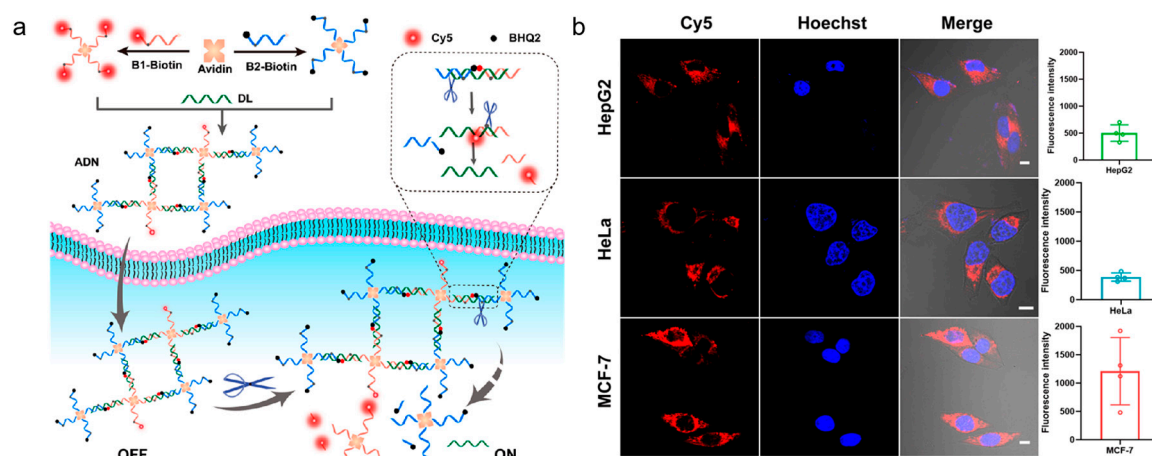 a
B1-Biotin
Avidin
B2-Biotin
Cy5
BHQ2
DL
ADN
OFF
ON
b
Cy5
Hoechst
Merge
HepG2
HeLa
MCF-7
Fluorescence intensity
2000
1500
1000
500
0
HepG2
Fluorescence intensity
2000
1500
1000
500
0
HeLa
Fluorescence intensity
2000
1500
1000
500
0
MCF-7